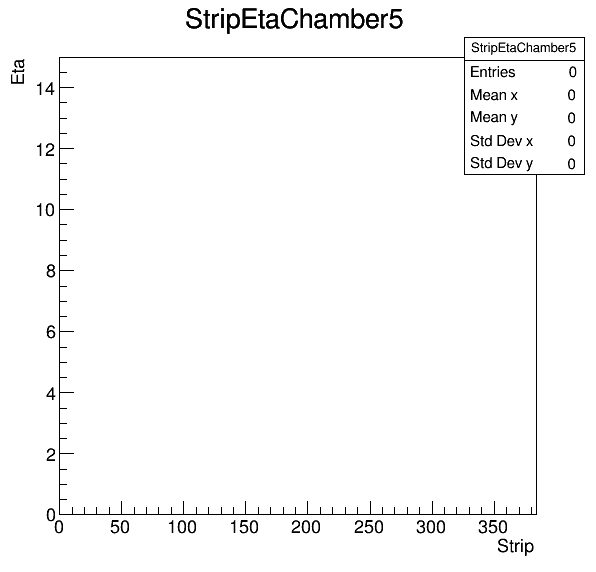 StripEtaChamber5
StripEtaChamber5
Entries 0
Mean x 0
Mean y 0
Std Dev x 0
Std Dev y 0
Eta
14
12
10
8
6
4
2
0
0 50 100 150 200 250 300 350
Strip